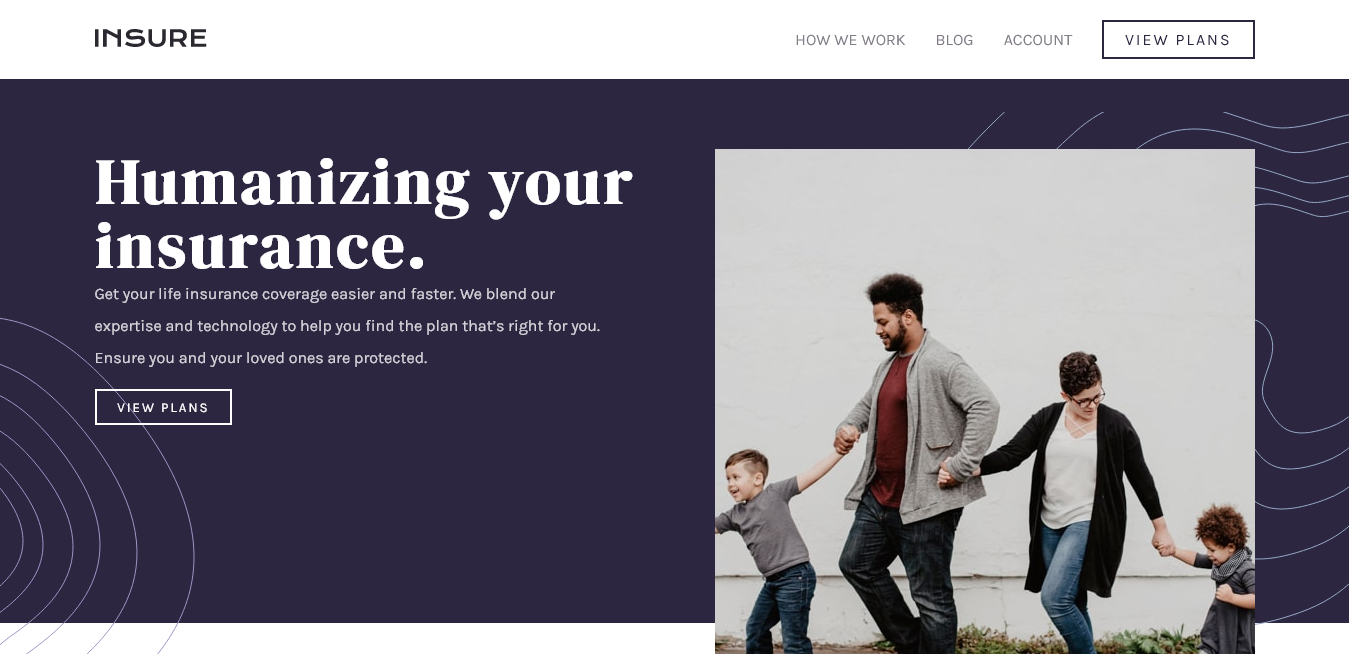 INSURE
HOW WE WORK
BLOG
ACCOUNT
VIEW PLANS
Humanizing your
insurance.
Get your life insurance coverage easier and faster. We blend our
expertise and technology to help you find the plan that’s right for you.
Ensure you and your loved ones are protected.
VIEW PLANS